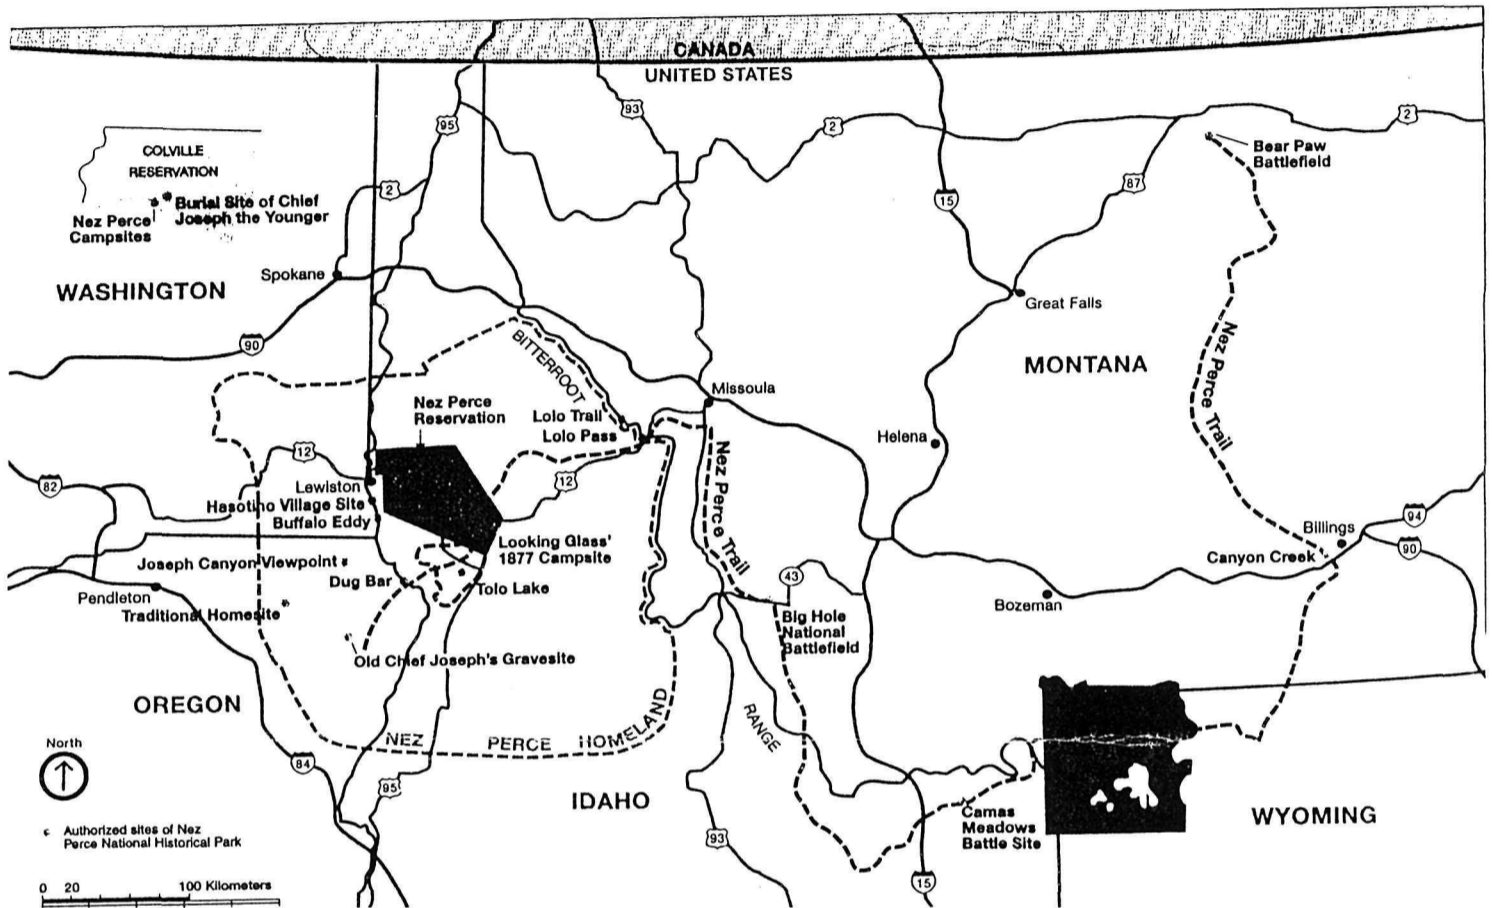 CANADA
UNITED STATES
93
95
2
2
2
Bear Paw
Battlefield
COLVILLE
RESERVATION
87
15
Burial Site of Chief
Joseph the Younger
Nez Perce
Campsites
Spokane
WASHINGTON
Great Falls
90
BITTERROOT
MONTANA
Nez Perce Trail
Missoula
Nez Perce
Reservation
Lolo Trail
Lolo Pass
Helena
12
82
Lewiston
12
Nez Perce Trail
Hasotino Village Site
Buffalo Eddy
94
Billings
90
Looking Glass'
1877 Campsite
Canyon Creek
Joseph Canyon Viewpoint
Dug Bar
Tolo Lake
43
Pendleton
Traditional Homesite
Bozeman
Big Hole
National
Battlefield
Old Chief Joseph's Gravesite
OREGON
RANGE
NEZ PERCE HOMELAND
North
84
95
IDAHO
WYOMING
Camas
Meadows
Battle Site
Authorized sites of Nez
Perce National Historical Park
93
15
0 20 100 Kilometers